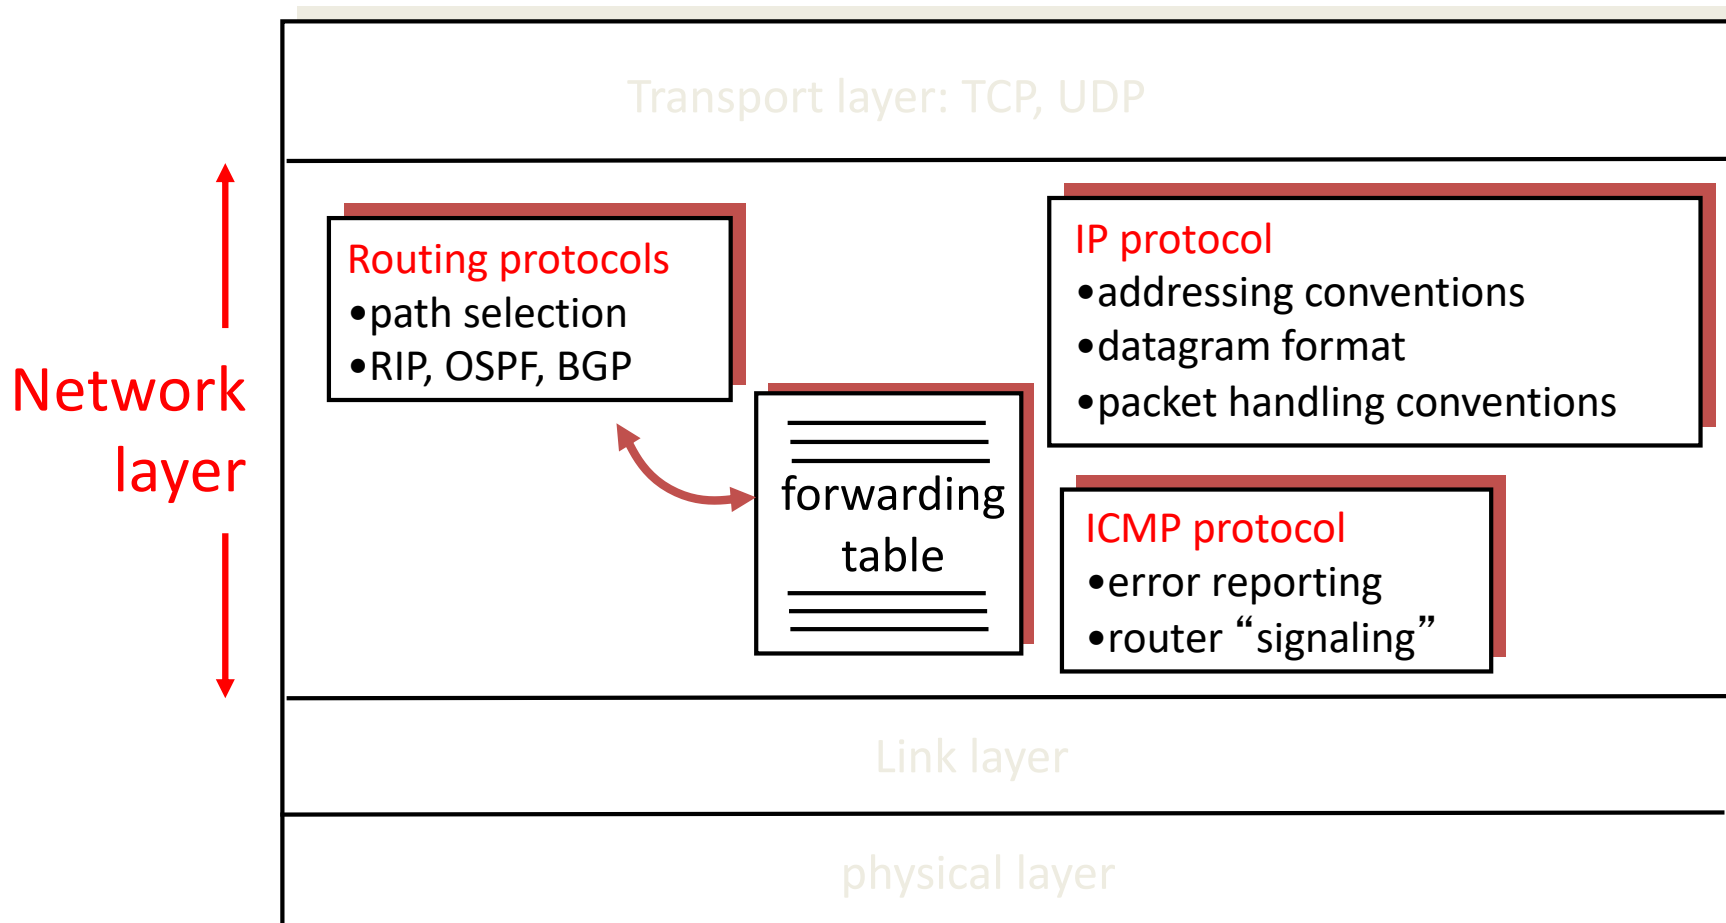 Transport layer: TCP, UDP
Network
layer
Routing protocols
•path selection
•RIP, OSPF, BGP
forwarding
table
IP protocol
•addressing conventions
•datagram format
•packet handling conventions
ICMP protocol
•error reporting
•router “signaling”
Link layer
physical layer